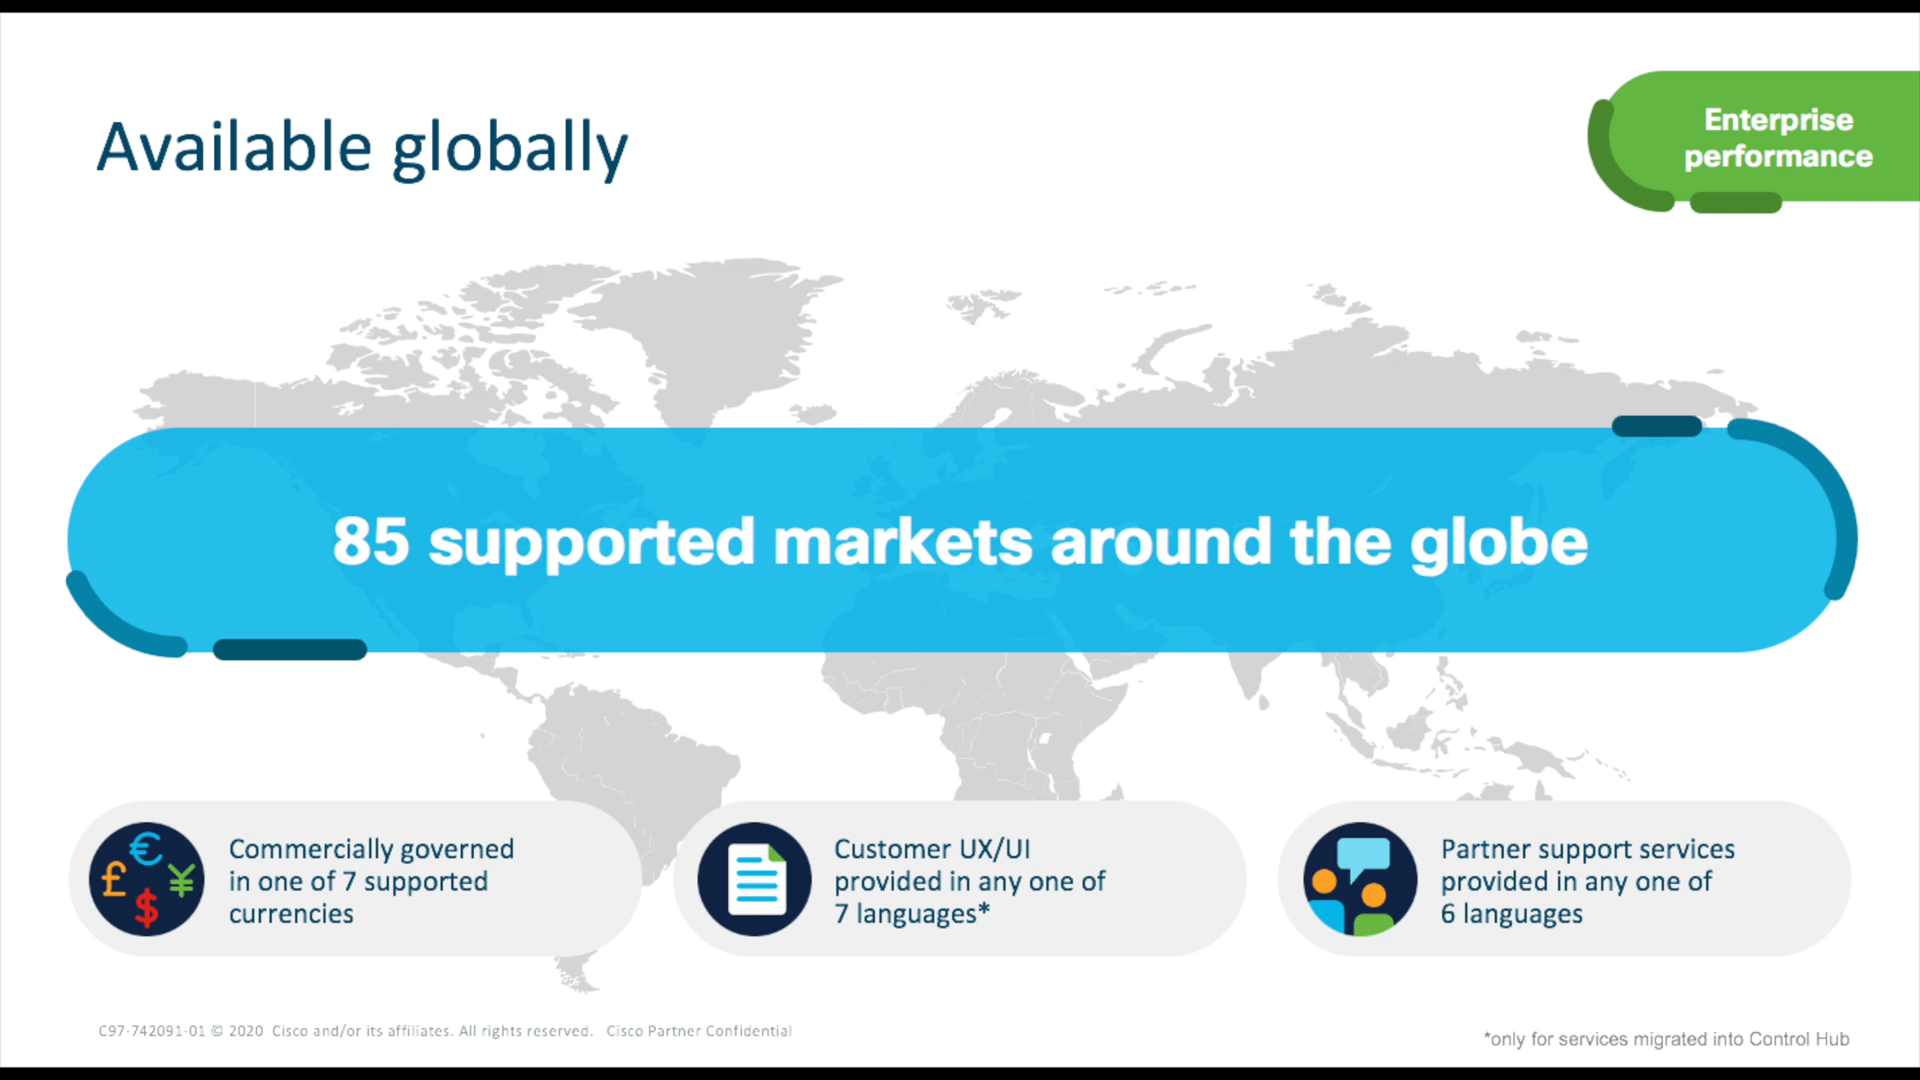 Available globally
Enterprise
performance
85 supported markets around the globe
Commercially governed
in one of 7 supported
currencies
Customer UX/UI
provided in any one of
7 languages*
Partner support services
provided in any one of
6 languages
C97-742091-01 © 2020 Cisco and/or its affiliates. All rights reserved. Cisco Partner Confidential
*only for services migrated into Control Hub